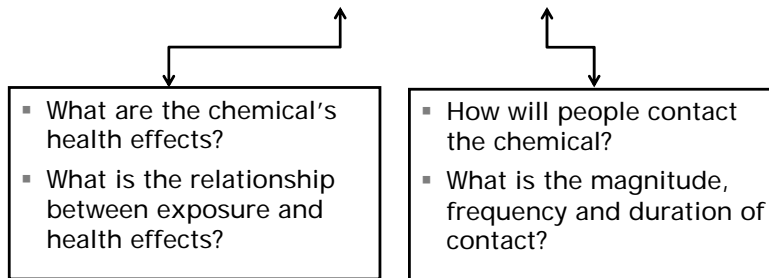 ▪ What are the chemical's
health effects?
▪ What is the relationship
between exposure and
health effects?
▪ How will people contact
the chemical?
▪ What is the magnitude,
frequency and duration of
contact?